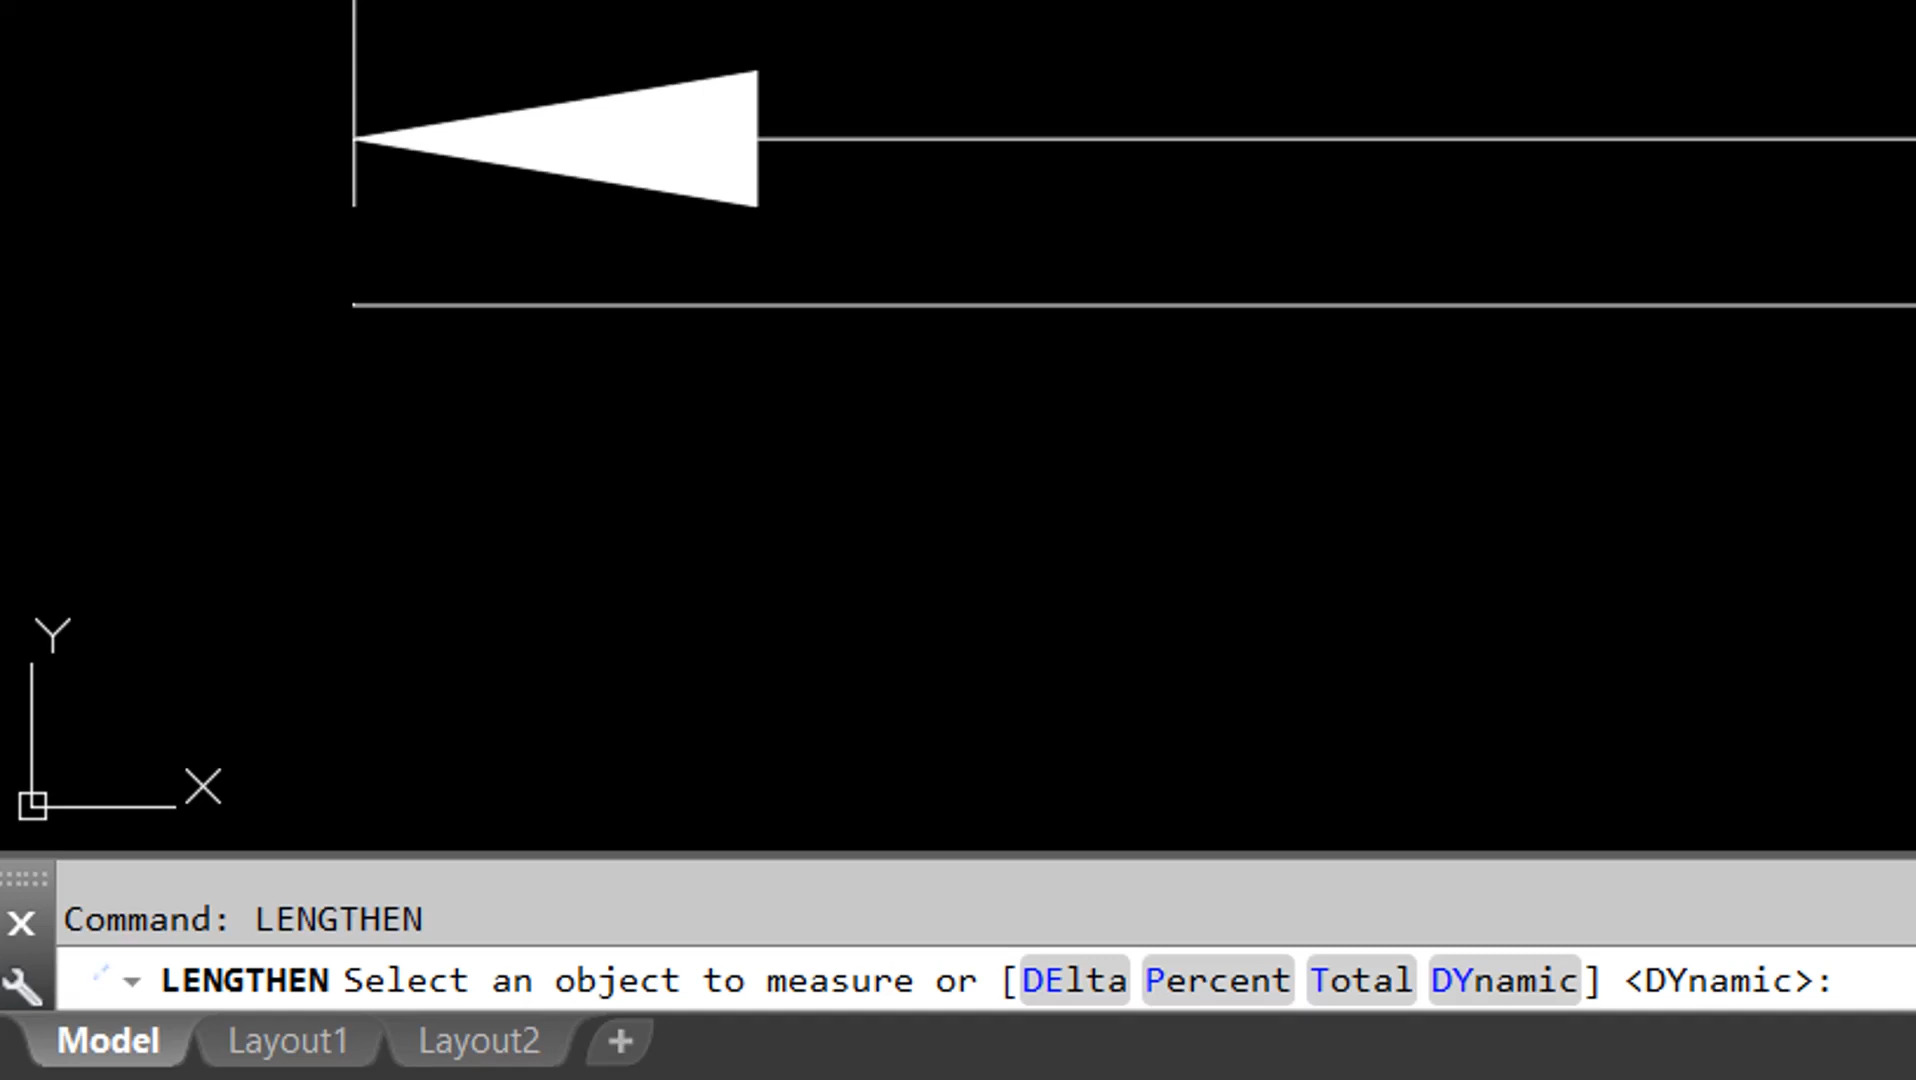 Y
X
Command: LENGTHEN
LENGTHEN Select an object to measure or [DElta Percent Total DYnamic] <DYnamic>:
Model Layout1 Layout2 +